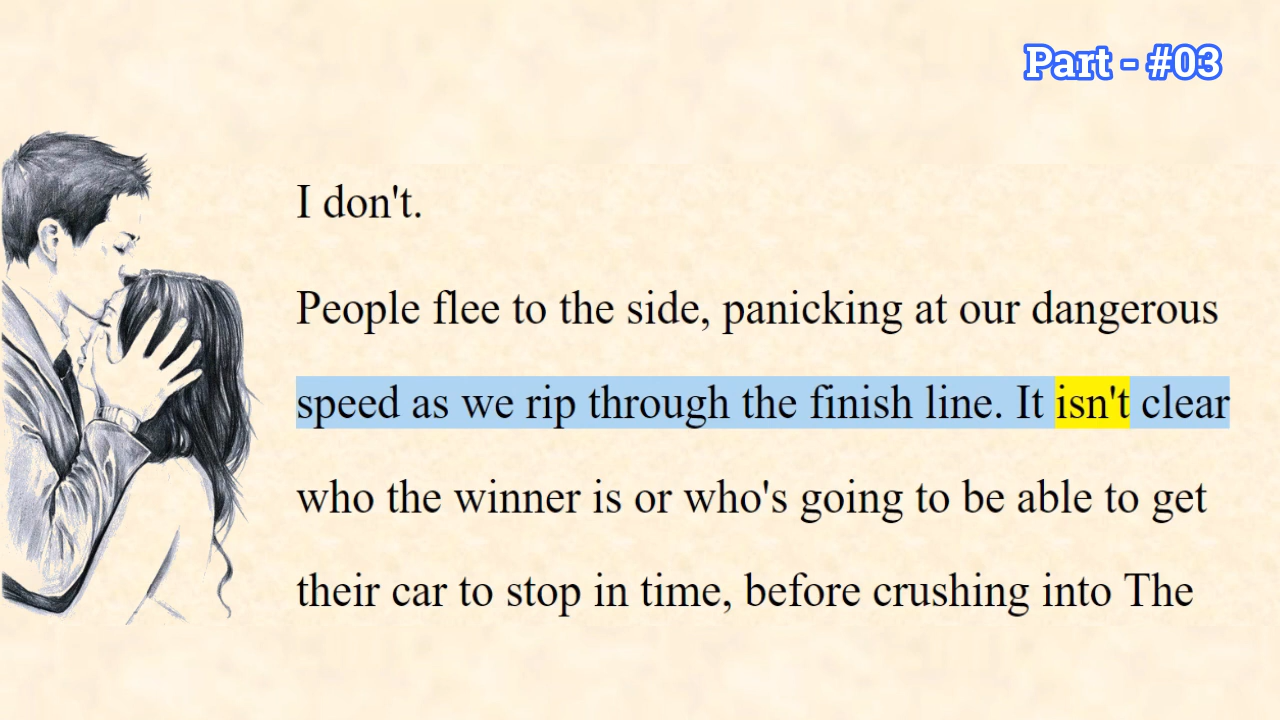 Part - #03
I don't.
People flee to the side, panicking at our dangerous
speed as we rip through the finish line. It isn't clear
who the winner is or who's going to be able to get
their car to stop in time, before crushing into The